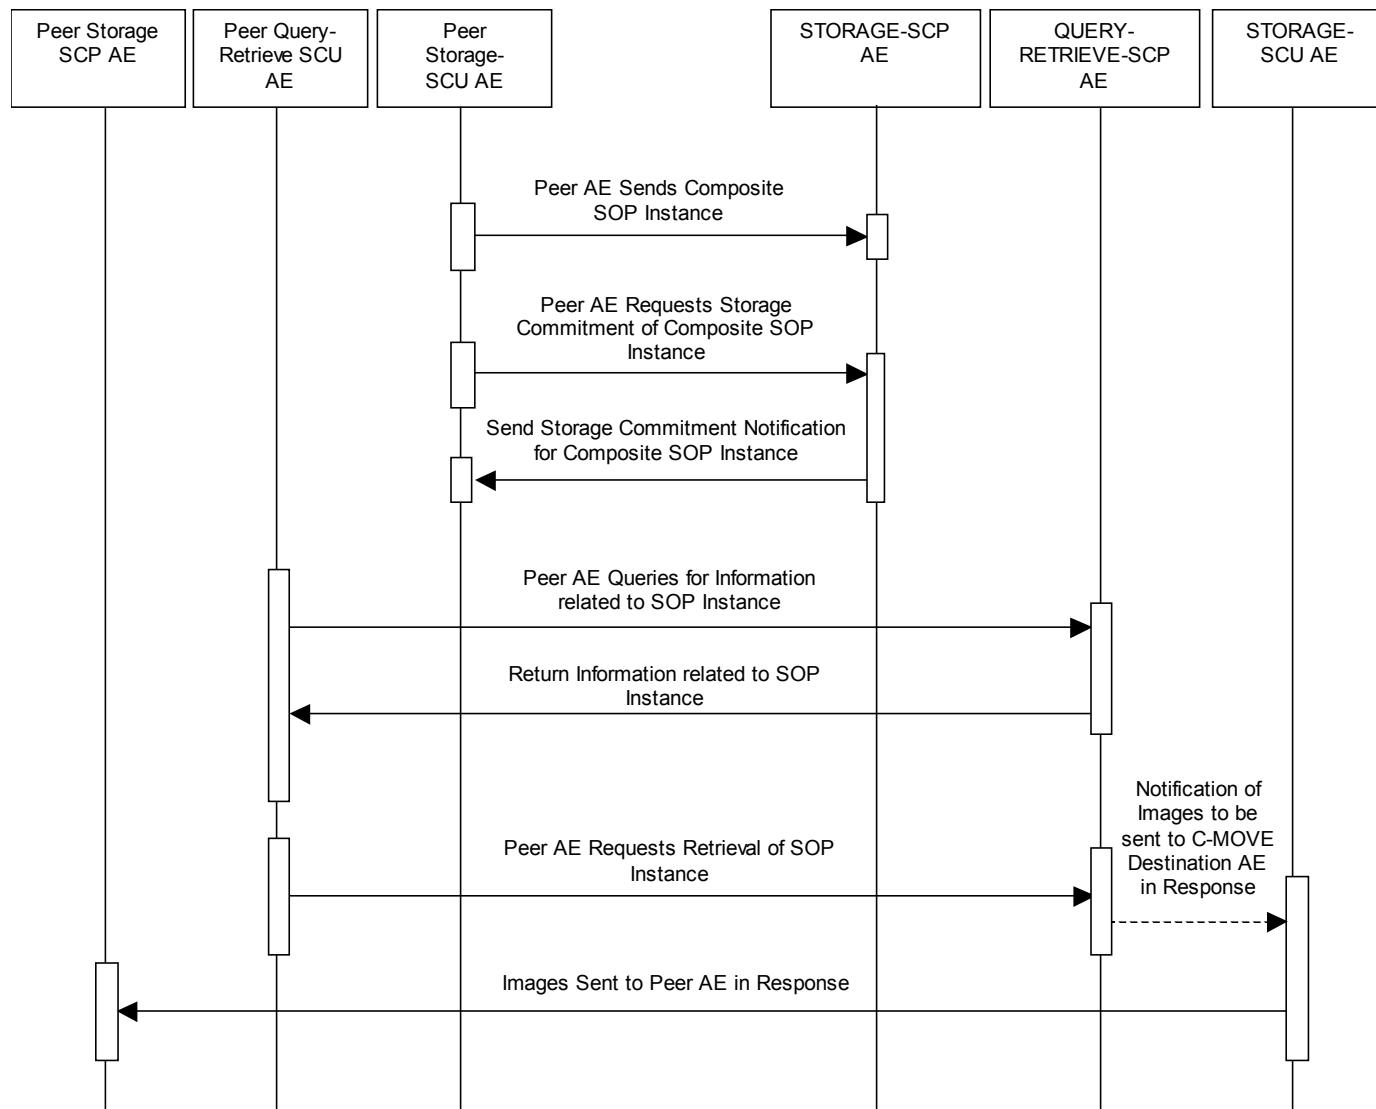 Peer Storage
SCP AE
Peer Query-
Retrieve SCU
AE
Peer
Storage-
SCU AE
STORAGE-SCP
AE
QUERY-
RETRIEVE-SCP
AE
STORAGE-
SCU AE
Peer AE Sends Composite
SOP Instance
Peer AE Requests Storage
Commitment of Composite SOP
Instance
Send Storage Commitment Notification
for Composite SOP Instance
Peer AE Queries for Information
related to SOP Instance
Return Information related to SOP
Instance
Notification of
Images to be
sent to C-MOVE
Destination AE
in Response
Peer AE Requests Retrieval of SOP
Instance
Images Sent to Peer AE in Response